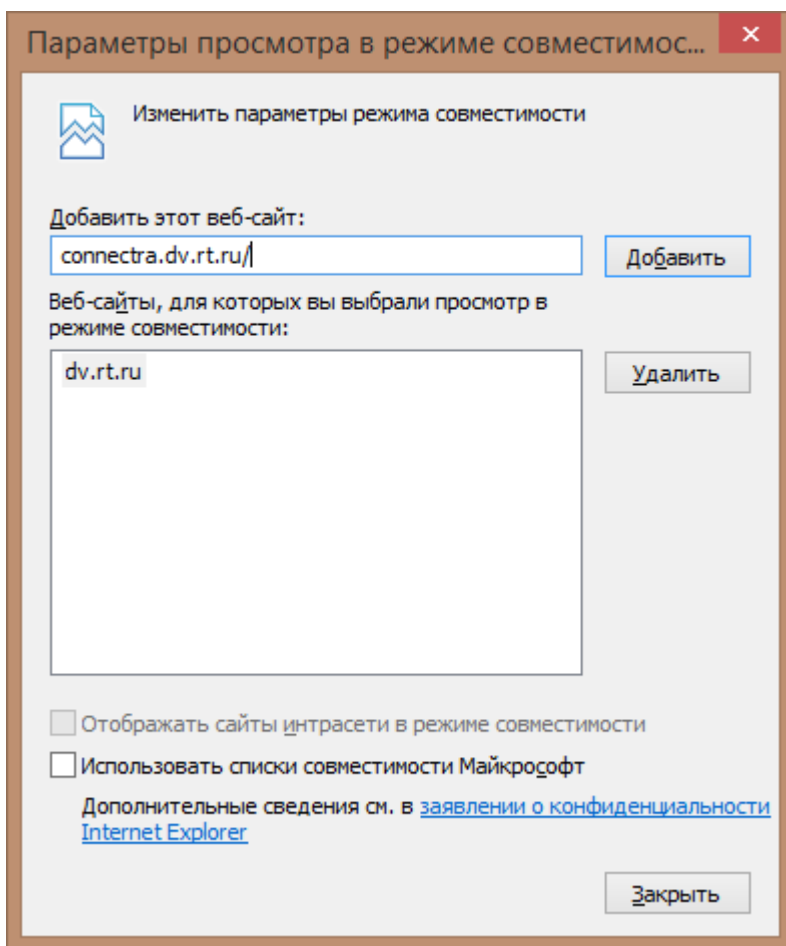 Параметры просмотра в режиме совместимос...
Изменить параметры режима совместимости
Добавить этот веб-сайт:
connectra.dv.rt.ru/
Добавить
Веб-сайты, для которых вы выбрали просмотр в
режиме совместимости:
dv.rt.ru
Удалить
Отображать сайты интрасети в режиме совместимости
Использовать списки совместимости Майкрософт
Дополнительные сведения см. в заявлении о конфиденциальности
Internet Explorer
Закрыть